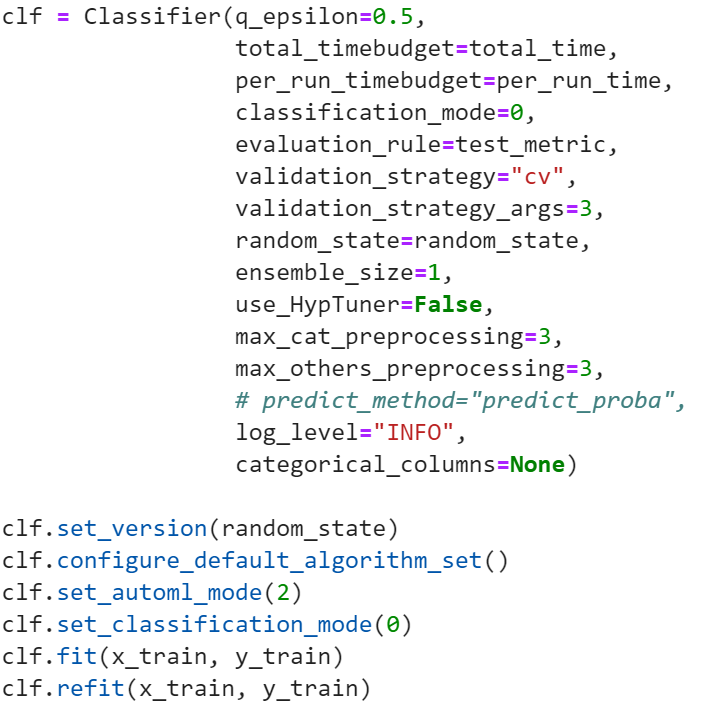 clf = Classifier(q_epsilon=0.5,
                 total_timebudget=total_time,
                 per_run_timebudget=per_run_time,
                 classification_mode=0,
                 evaluation_rule=test_metric,
                 validation_strategy="cv",
                 validation_strategy_args=3,
                 random_state=random_state,
                 ensemble_size=1,
                 use_HypTuner=False,
                 max_cat_preprocessing=3,
                 max_others_preprocessing=3,
                 # predict_method="predict_proba",
                 log_level="INFO",
                 categorical_columns=None)

clf.set_version(random_state)
clf.configure_default_algorithm_set()
clf.set_automl_mode(2)
clf.set_classification_mode(0)
clf.fit(x_train, y_train)
clf.refit(x_train, y_train)